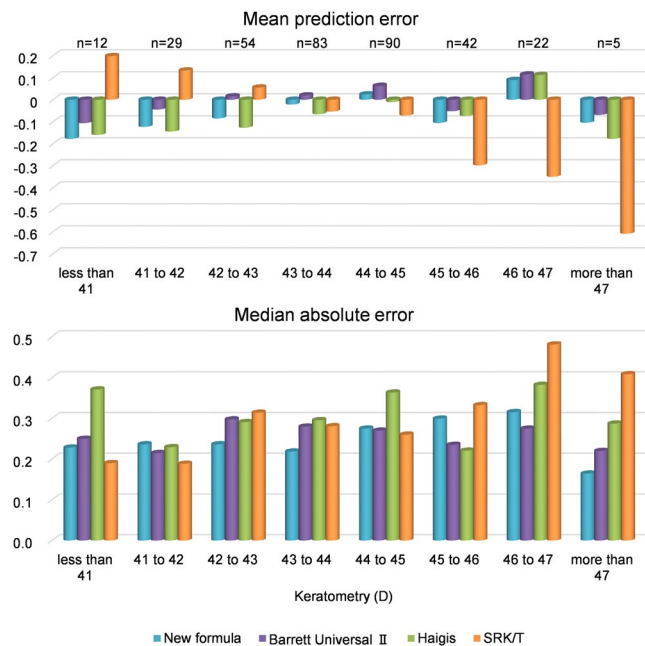 Mean prediction error
n=12 n=29 n=54 n=83 n=90 n=42 n=22 n=5
0.2
0.1
0
-0.1
-0.2
-0.3
-0.4
-0.5
-0.6
-0.7
less than 41 to 42 42 to 43 43 to 44 44 to 45 45 to 46 46 to 47 more than
41 47
Median absolute error
0.5
0.4
0.3
0.2
0.1
0.0
less than 41 to 42 42 to 43 43 to 44 44 to 45 45 to 46 46 to 47 more than
41 47
Keratometry (D)
New formula Barrett Universal Ⅱ Haigis SRK/T